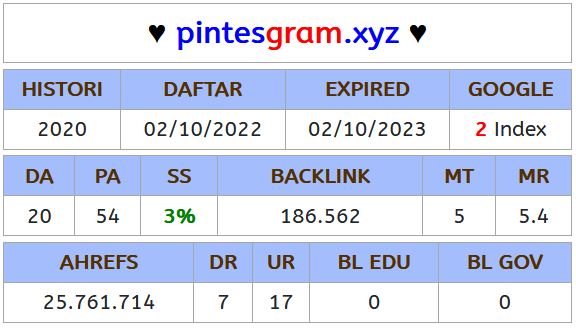 ♥ pintesgram.xyz ♥
HISTORI DAFTAR EXPIRED GOOGLE
2020 02/10/2022 02/10/2023 2 Index
DA PA SS BACKLINK MT MR
20 54 3% 186.562 5 5.4
AHREFS DR UR BL EDU BL GOV
25.761.714 7 17 0 0